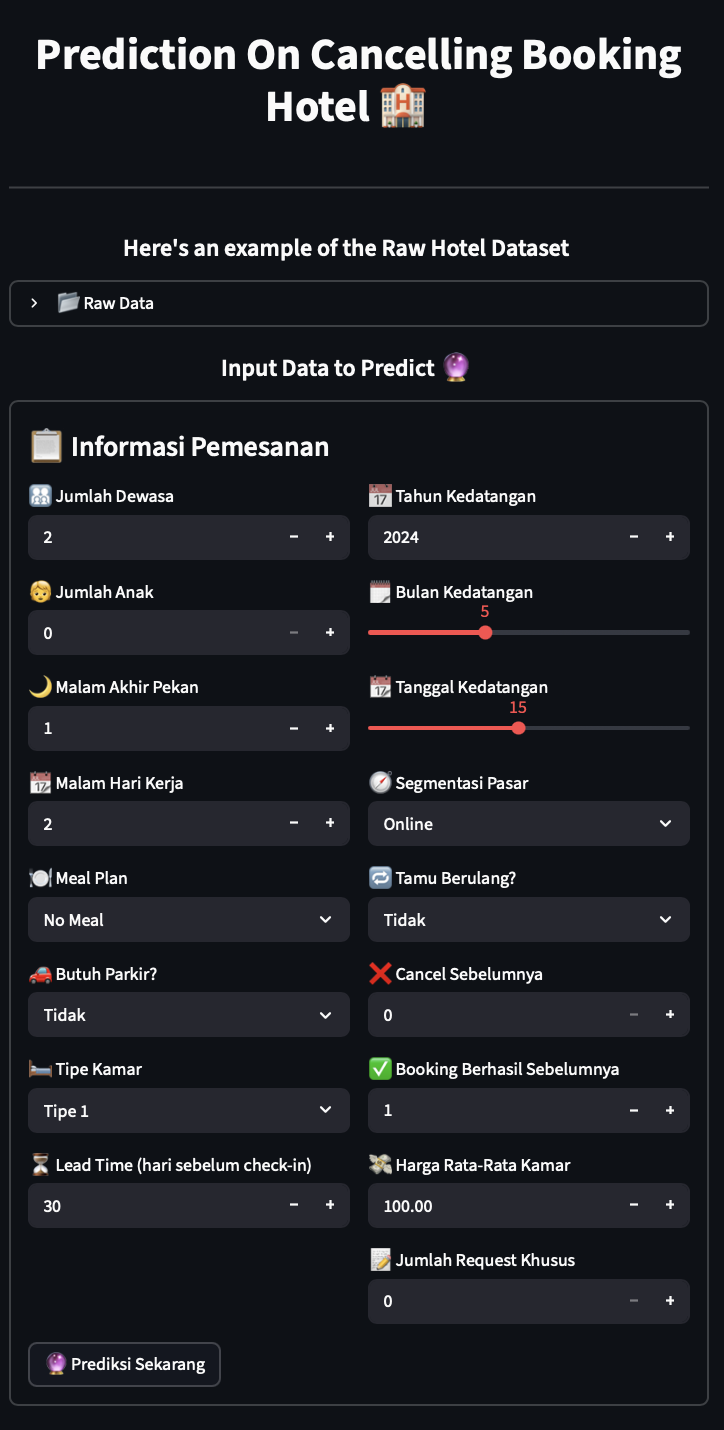 Prediction On Cancelling Booking
Hotel 🏨
Here's an example of the Raw Hotel Dataset
Raw Data
Input Data to Predict 🔮
📋 Informasi Pemesanan
Jumlah Dewasa
2
Jumlah Anak
0
Malam Akhir Pekan
1
Malam Hari Kerja
2
Meal Plan
No Meal
Butuh Parkir?
Tidak
Tipe Kamar
Tipe 1
Lead Time (hari sebelum check-in)
30
Tahun Kedatangan
2024
Bulan Kedatangan
5
Tanggal Kedatangan
15
Segmentasi Pasar
Online
Tamu Berulang?
Tidak
Cancel Sebelumnya
0
Booking Berhasil Sebelumnya
1
Harga Rata-Rata Kamar
100.00
Jumlah Request Khusus
0
🔮 Prediksi Sekarang